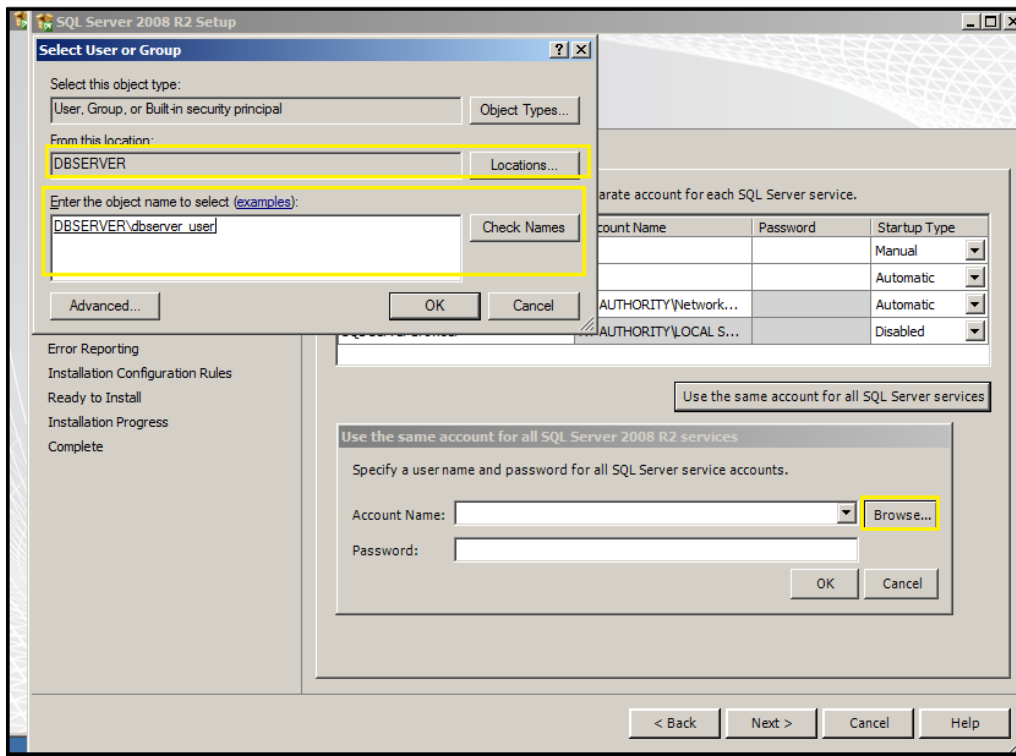 SQL Server 2008 R2 Setup
Select User or Group
Select this object type:
User, Group, or Built-in security principal
Object Types...
From this location:
DBSERVER
Locations...
Enter the object name to select (examples):
DBSERVER\dbserver_user
Check Names
Advanced...
OK
Cancel
arate account for each SQL Server service.
count Name
Password
Startup Type
Manual
Automatic
AUTHORITY\Network...
Automatic
AUTHORITY\LOCAL S...
Disabled
Error Reporting
Installation Configuration Rules
Ready to Install
Installation Progress
Complete
Use the same account for all SQL Server services
Use the same account for all SQL Server 2008 R2 services
Specify a user name and password for all SQL Server service accounts.
Account Name:
Browse...
Password:
OK
Cancel
< Back
Next >
Cancel
Help